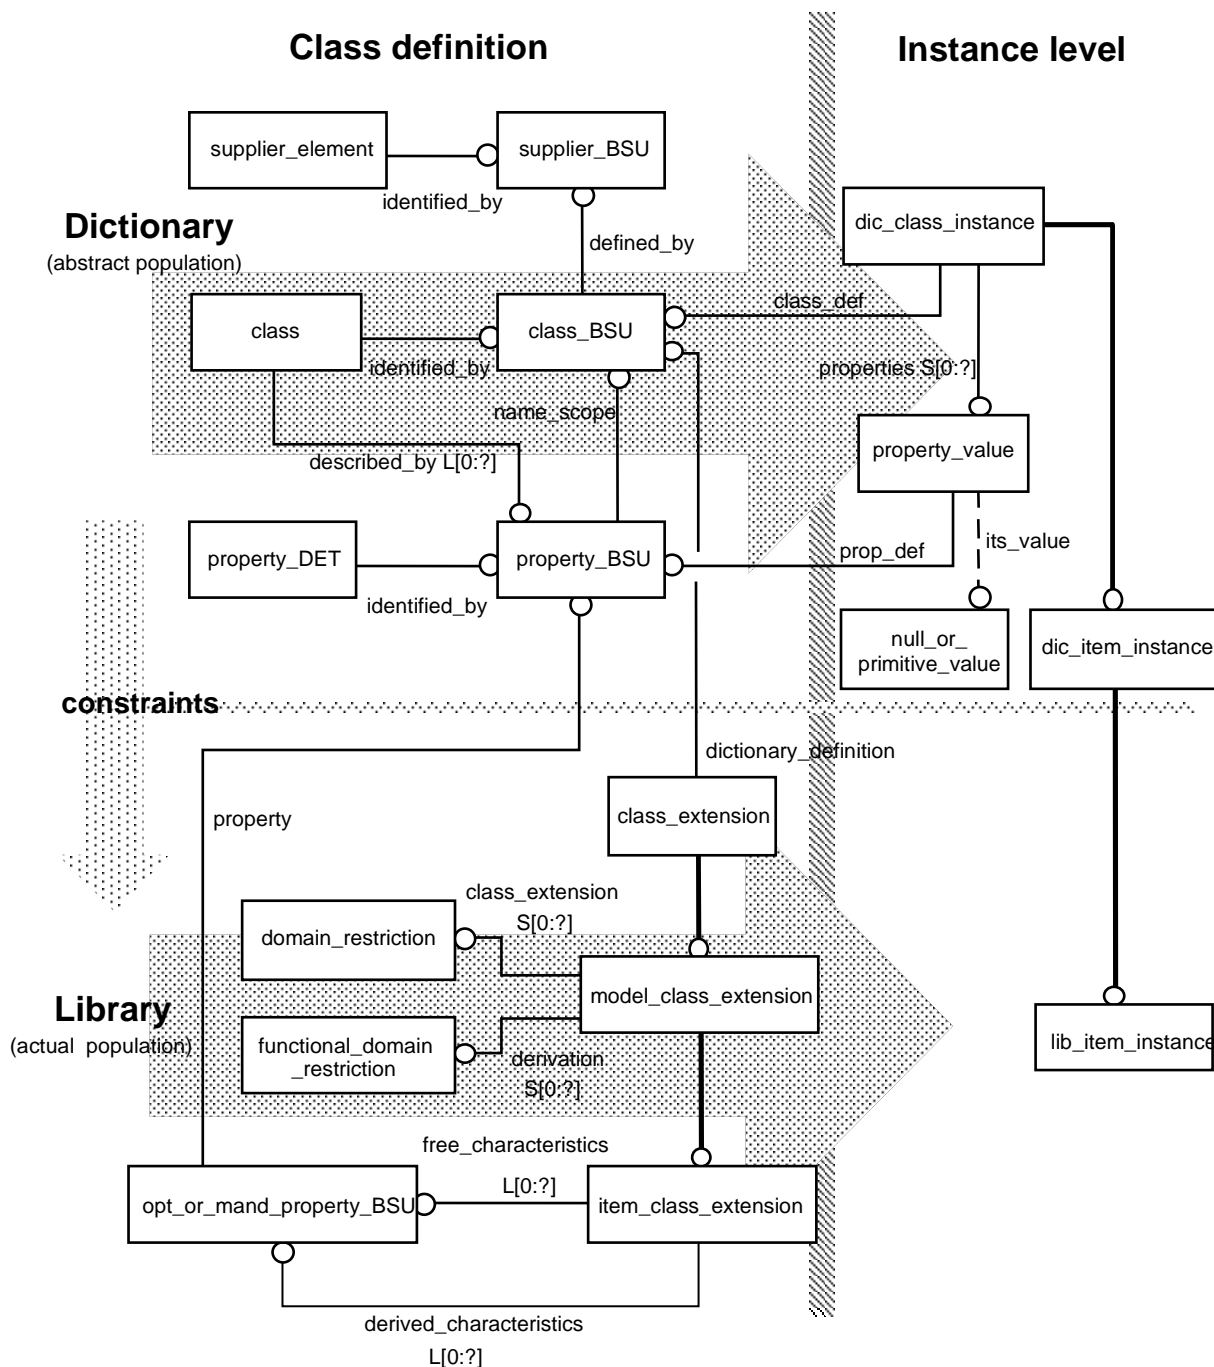 Class definition
Instance level
supplier_element
supplier_BSU
identified_by
Dictionary
(abstract population)
defined_by
dic_class_instance
class
class_BSU
class_def
identified_by
properties S[0:?]
name_scope
described_by L[0:?]
property_value
property_DET
property_BSU
prop_def
its_value
identified_by
null_or_
primitive_value
dic_item_instance
constraints
dictionary_definition
property
class_extension
class_extension
S[0:?]
domain_restriction
model_class_extension
Library
(actual population)
functional_domain
_restriction
derivation
S[0:?]
lib_item_instance
free_characteristics
L[0:?]
opt_or_mand_property_BSU
item_class_extension
derived_characteristics
L[0:?]